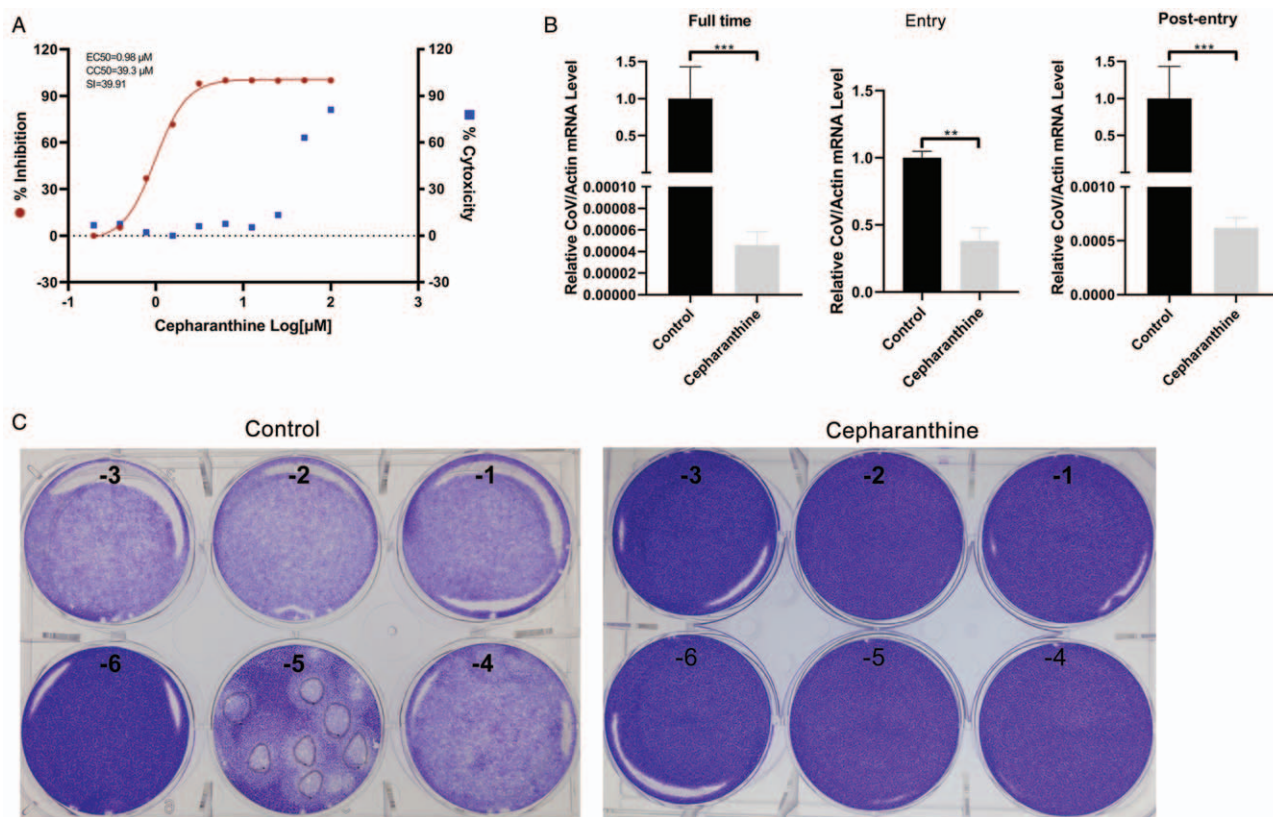 A
120
90
60
30
0
-30
% Inhibition
EC50=0.98 µM
CC50=39.3 µM
SI=39.91
120
90
60
30
0
-30
% Cytoxicity
-1
0
1
2
3
Cepharanthine Log[µM]
B
Full time
***
Relative CoV/Actin mRNA Level
1.5
1.0
0.5
0.00010
0.00008
0.00006
0.00004
0.00002
0.00000
Control
Cepharanthine
Entry
**
Relative CoV/Actin mRNA Level
1.5
1.0
0.5
0.0
Control
Cepharanthine
Post-entry
***
Relative CoV/Actin mRNA Level
1.5
1.0
0.5
0.0010
0.0005
0.0000
Control
Cepharanthine
C
Control
-3
-2
-1
-6
-5
-4
Cepharanthine
-3
-2
-1
-6
-5
-4